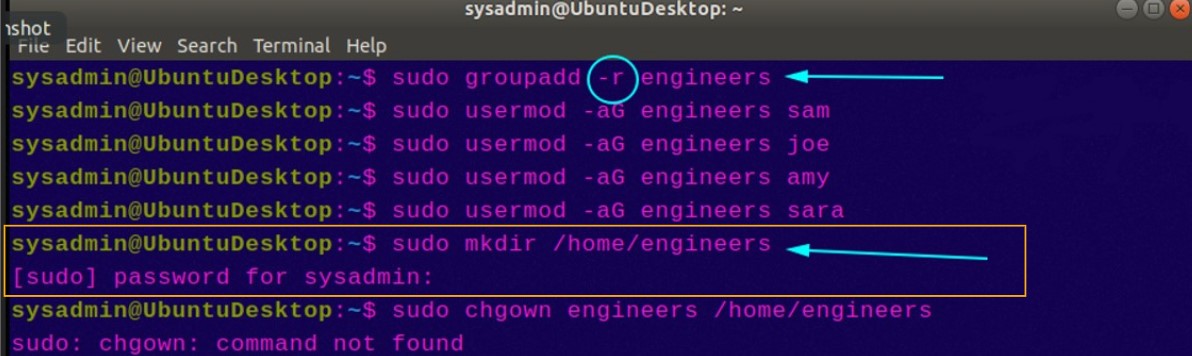 sysadmin@UbuntuDesktop: ~
nshot
File Edit View Search Terminal Help
sysadmin@UbuntuDesktop:~$ sudo groupadd -r engineers
sysadmin@UbuntuDesktop:~$ sudo usermod -aG engineers sam
sysadmin@UbuntuDesktop:~$ sudo usermod -aG engineers joe
sysadmin@UbuntuDesktop:~$ sudo usermod -aG engineers amy
sysadmin@UbuntuDesktop:~$ sudo usermod -aG engineers sara
sysadmin@UbuntuDesktop:~$ sudo mkdir /home/engineers
[sudo] password for sysadmin:
sysadmin@UbuntuDesktop:~$ sudo chgown engineers /home/engineers
sudo: chgown: command not found